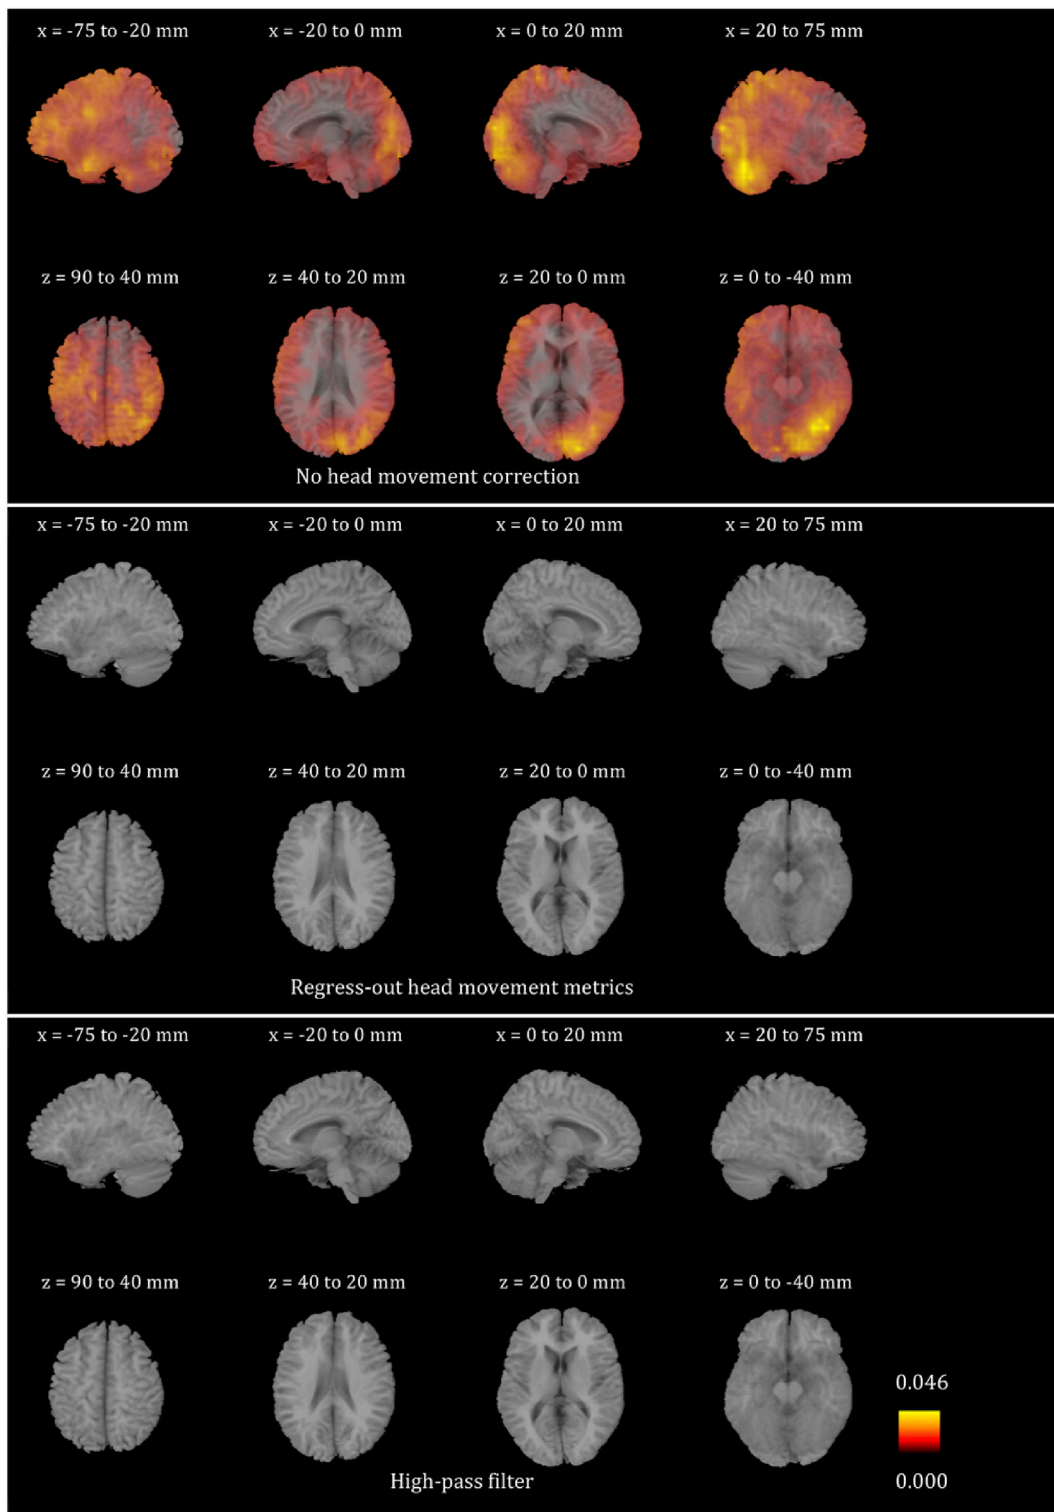 x = -75 to -20 mm x = -20 to 0 mm x = 0 to 20 mm x = 20 to 75 mm
z = 90 to 40 mm z = 40 to 20 mm z = 20 to 0 mm z = 0 to -40 mm
No head movement correction
x = -75 to -20 mm x = -20 to 0 mm x = 0 to 20 mm x = 20 to 75 mm
z = 90 to 40 mm z = 40 to 20 mm z = 20 to 0 mm z = 0 to -40 mm
Regress-out head movement metrics
x = -75 to -20 mm x = -20 to 0 mm x = 0 to 20 mm x = 20 to 75 mm
z = 90 to 40 mm z = 40 to 20 mm z = 20 to 0 mm z = 0 to -40 mm
0.046
0.000
High-pass filter